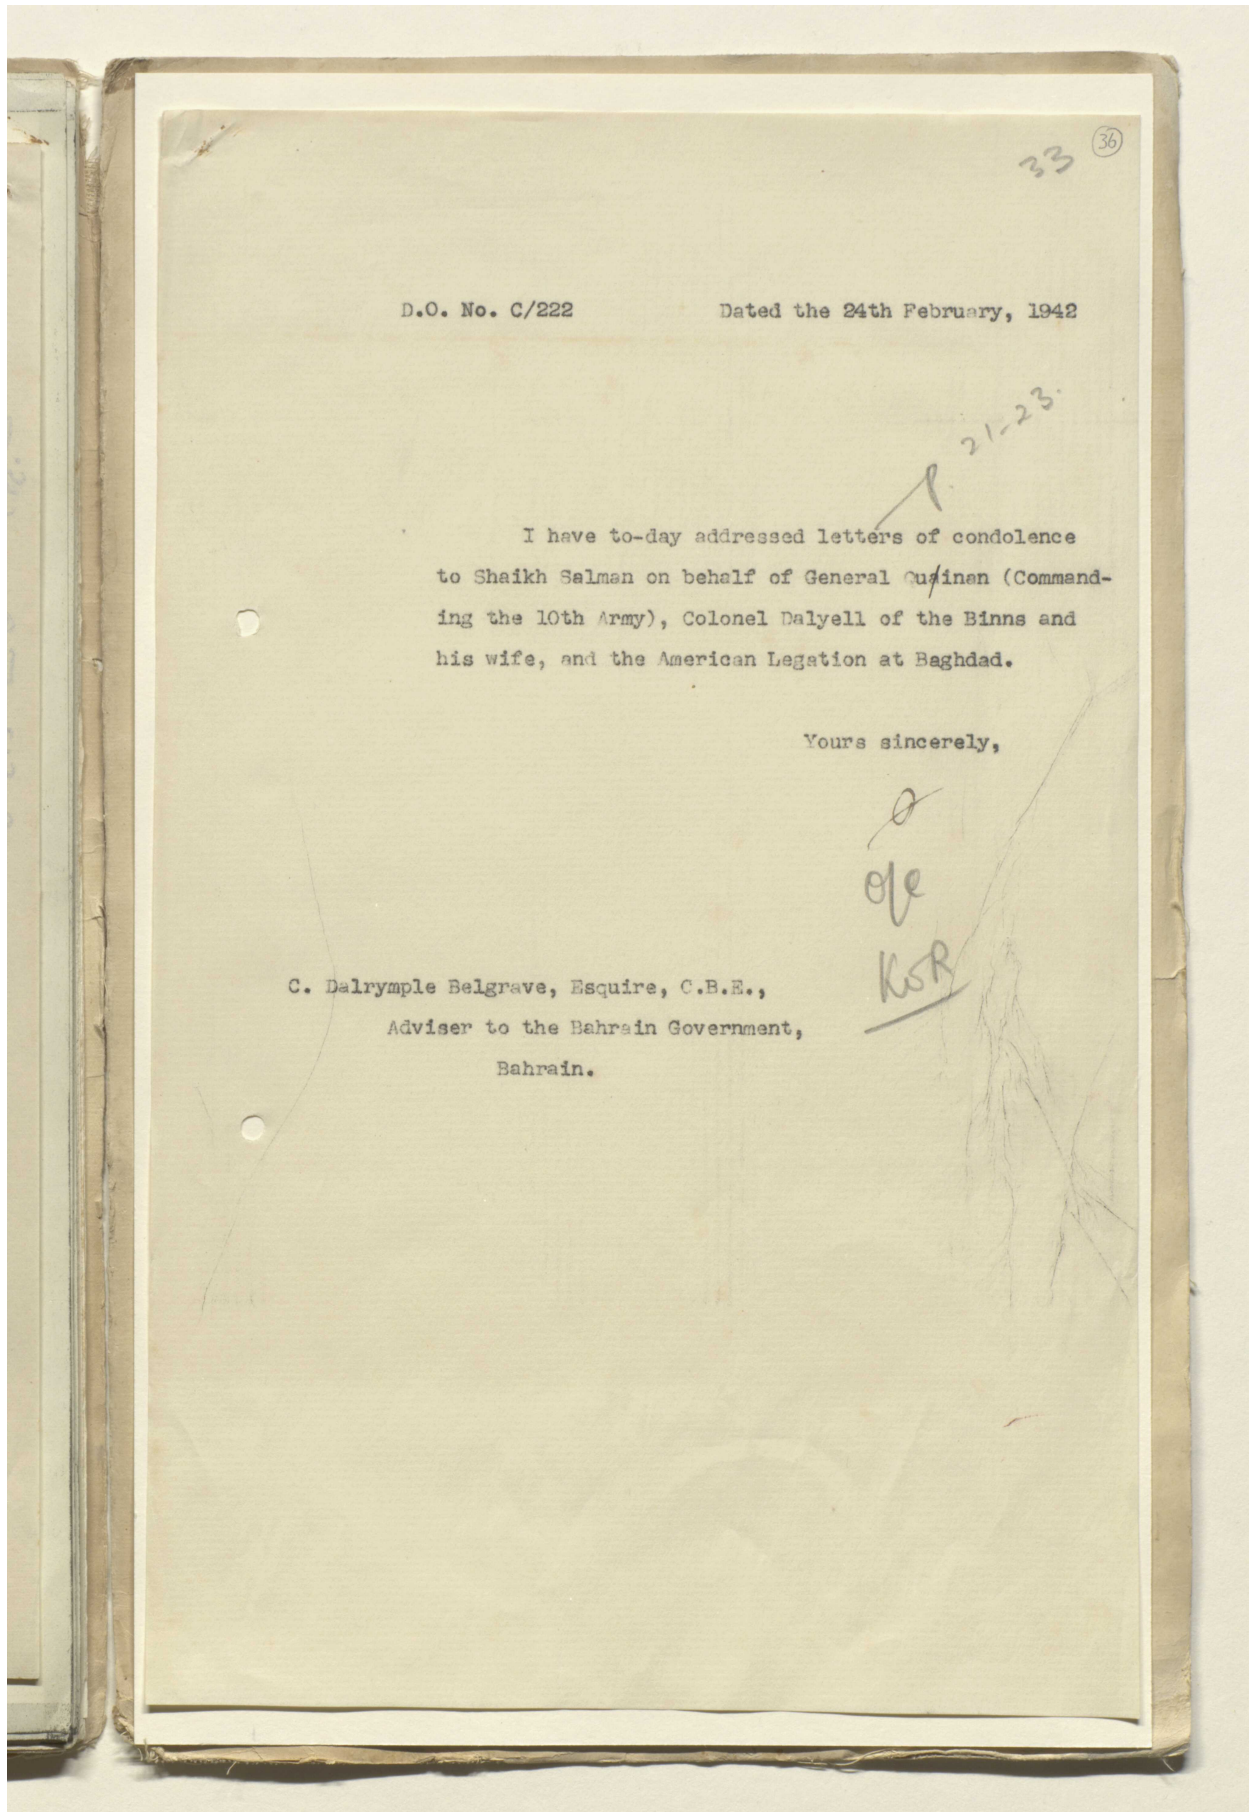 33
36
D.O. No. C/222 Dated the 24th February, 1942
P. 21-23.
I have to-day addressed letters of condolence
to Shaikh Salman on behalf of General Quainan (Command-
ing the 10th Army), Colonel Dalyell of the Binns and
his wife, and the American Legation at Baghdad.
Yours sincerely,
C. Dalrymple Belgrave, Esquire, C.B.E.,
Adviser to the Bahrain Government,
Bahrain.